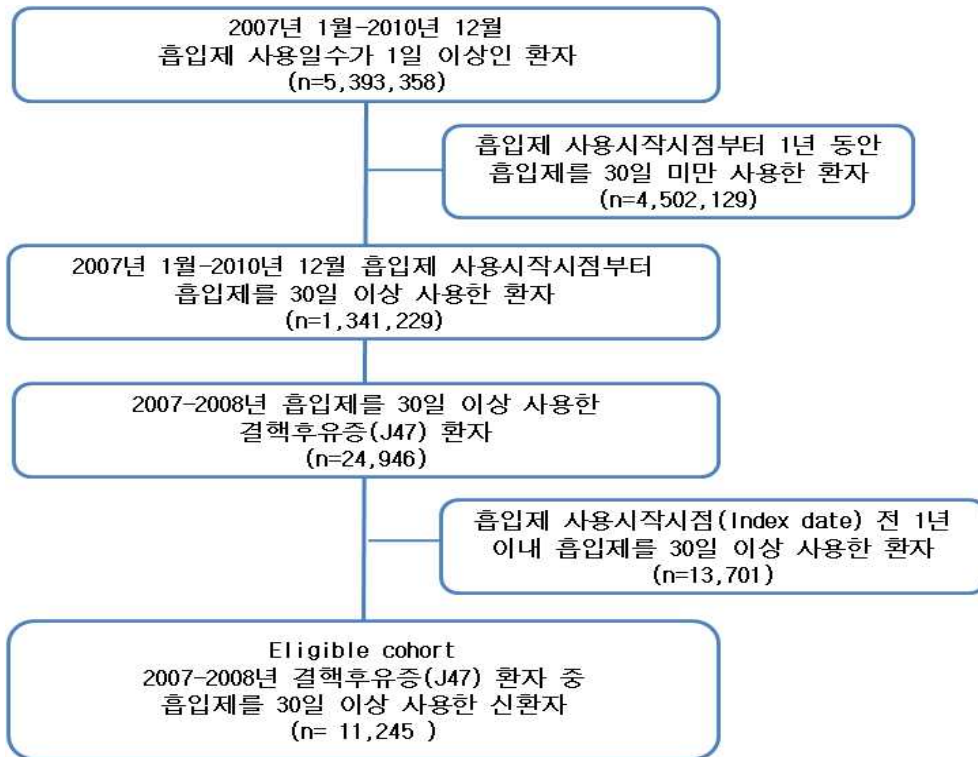 2007년 1월-2010년 12월
흡입제 사용일수가 1일 이상인 환자
(n=5,393,358)
흡입제 사용시작시점부터 1년 동안
흡입제를 30일 미만 사용한 환자
(n=4,502,129)
2007년 1월-2010년 12월 흡입제 사용시작시점부터
흡입제를 30일 이상 사용한 환자
(n=1,341,229)
2007-2008년 흡입제를 30일 이상 사용한
결핵후유증(J47) 환자
(n=24,946)
흡입제 사용시작시점(Index date) 전 1년
이내 흡입제를 30일 이상 사용한 환자
(n=13,701)
Eligible cohort
2007-2008년 결핵후유증(J47) 환자 중
흡입제를 30일 이상 사용한 신환자
(n= 11,245 )